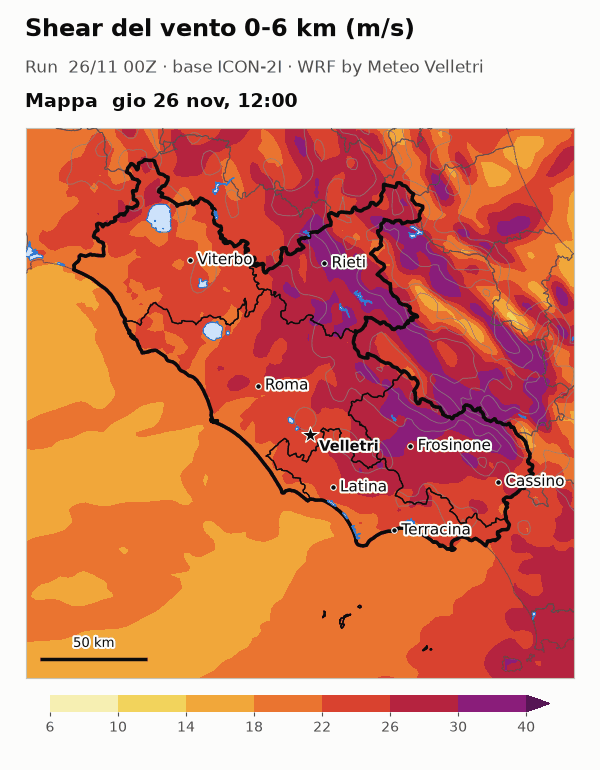 Shear del vento 0-6 km (m/s)
Run  26/11 00Z · base ICON-2I · WRF by Meteo Velletri
Mappa  gio 26 nov, 12:00
Viterbo
Rieti
Roma
Velletri
Frosinone
Latina
Cassino
Terracina
50 km
6 10 14 18 22 26 30 40